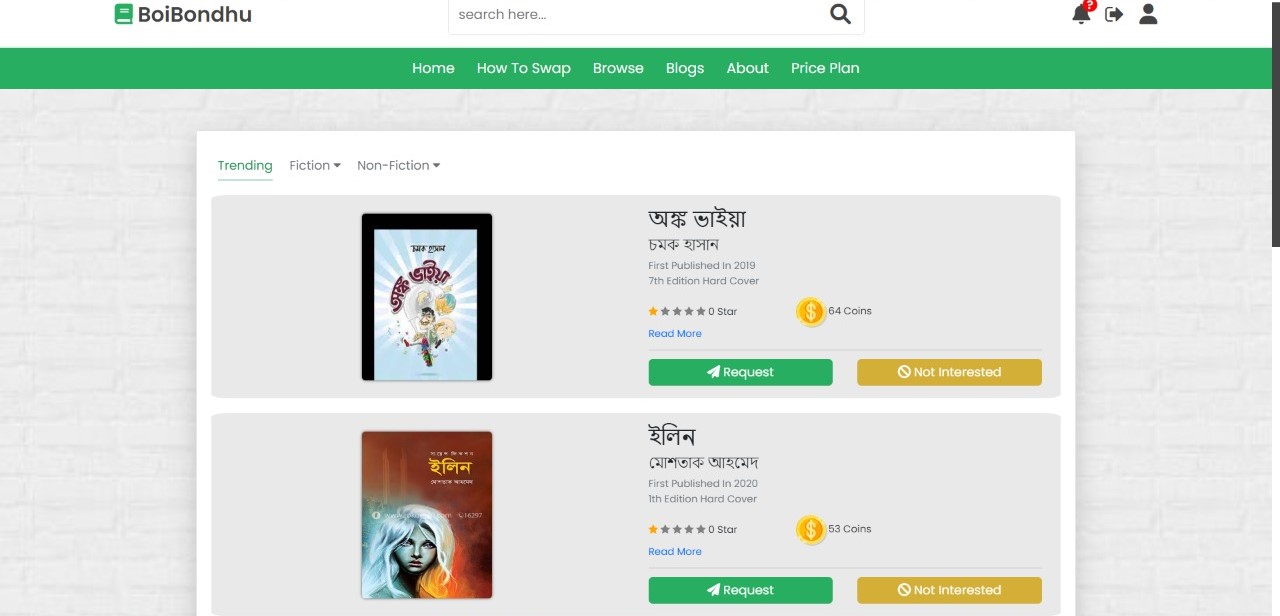 BoiBondhu
search here...
?
Home How To Swap Browse Blogs About Price Plan
Trending Fiction Non-Fiction
চমক হাসান
অঙ্ক ভাইয়া
অঙ্ক ভাইয়া
চমক হাসান
First Published In 2019
7th Edition Hard Cover
0 Star
$
64 Coins
Read More
Request
Not Interested
ইলিন
মোশতাক আহমেদ
16297
ইলিন
মোশতাক আহমেদ
First Published In 2020
1th Edition Hard Cover
0 Star
$
53 Coins
Read More
Request
Not Interested